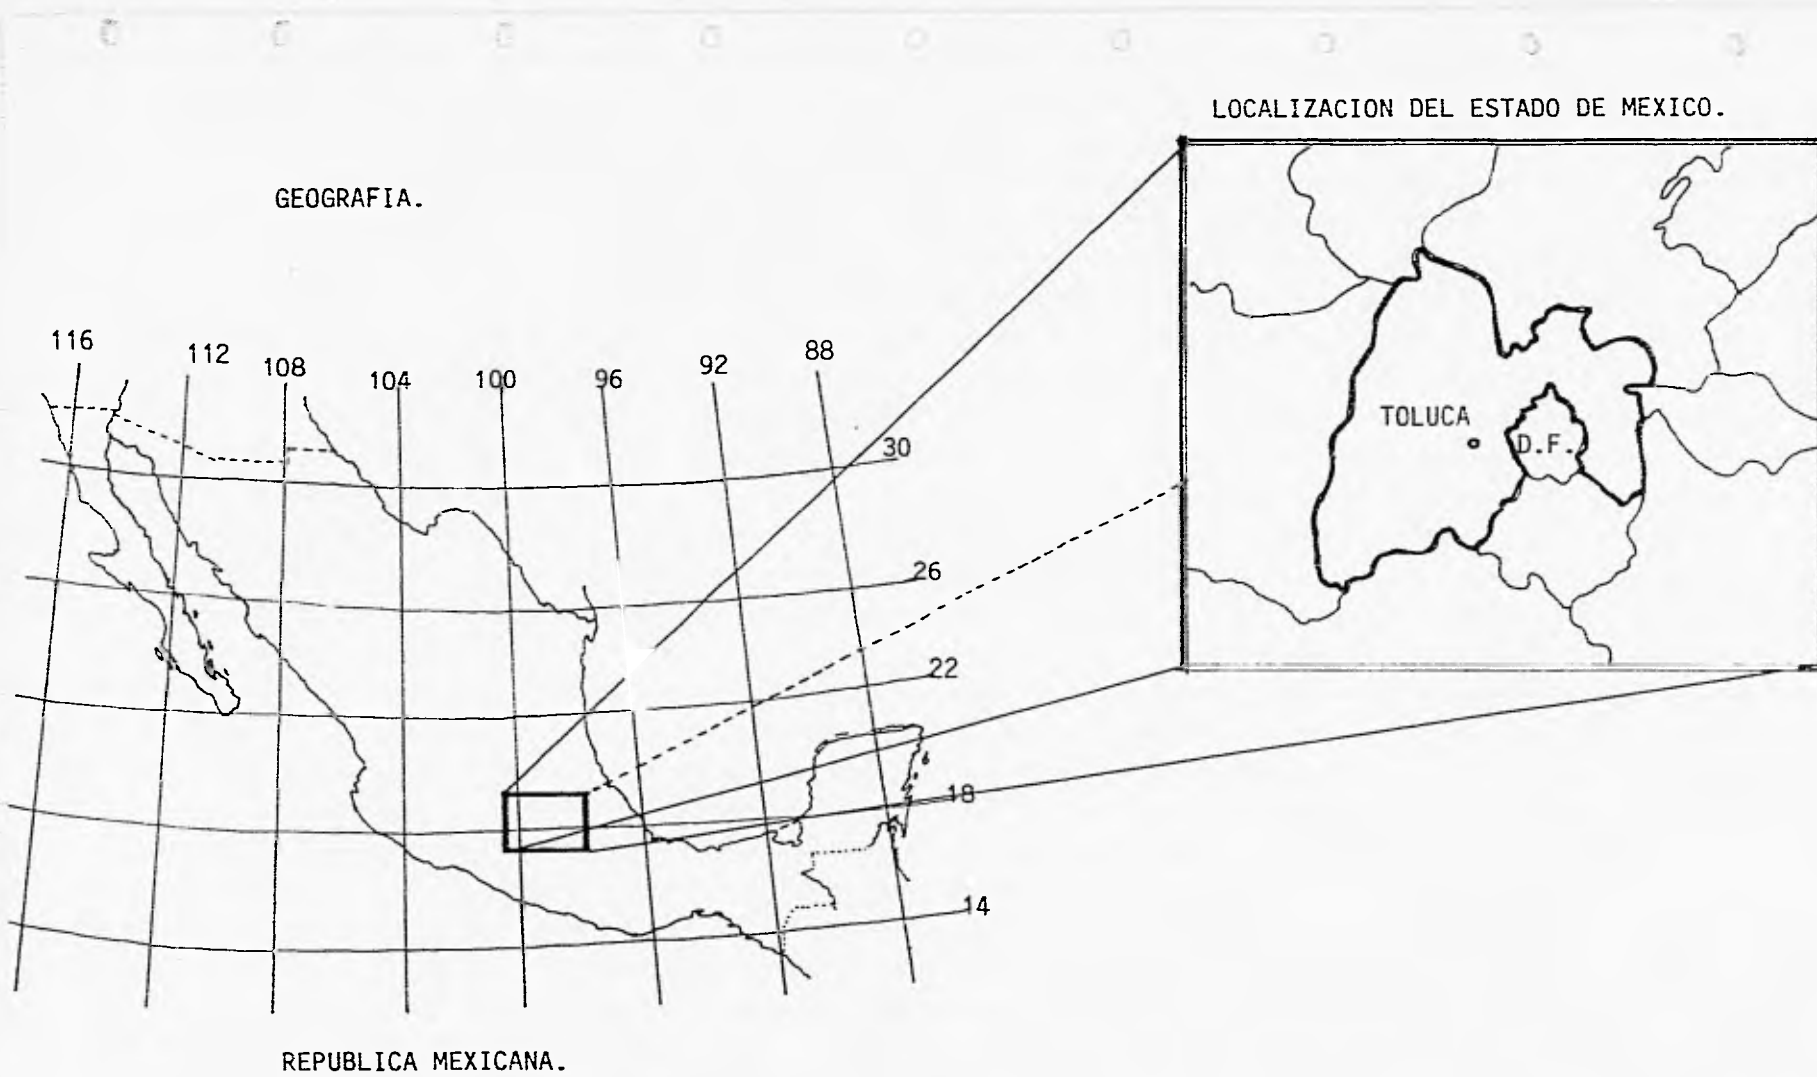 LOCALIZACION DEL ESTADO DE MEXICO.
GEOGRAFIA.
116
112
108
104
100
96
92
88
30
26
22
18
14
TOLUCA
D.F.
REPUBLICA MEXICANA.